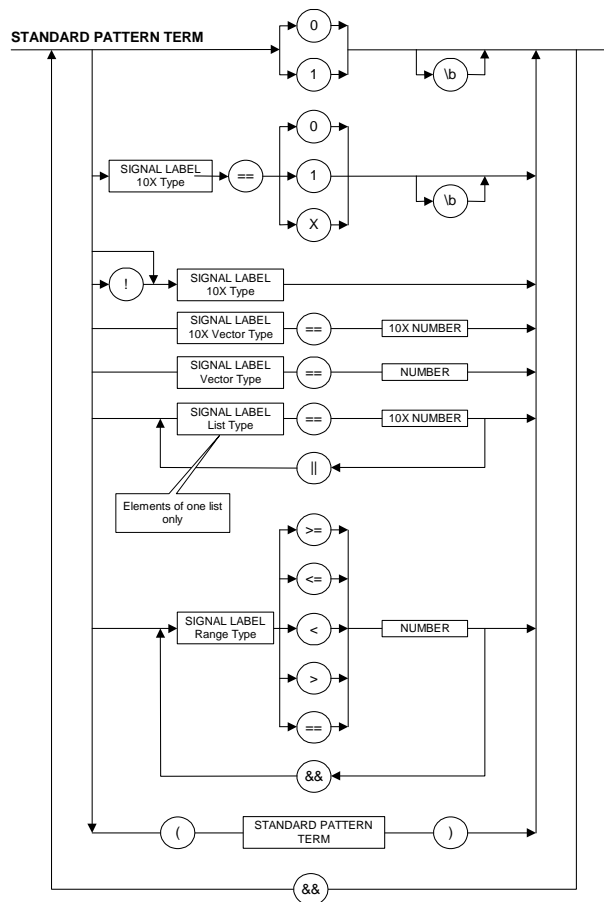 STANDARD PATTERN TERM
0
1
\b
SIGNAL LABEL
10X Type
==
0
1
X
\b
!
SIGNAL LABEL
10X Type
SIGNAL LABEL
10X Vector Type
==
10X NUMBER
SIGNAL LABEL
Vector Type
==
NUMBER
SIGNAL LABEL
List Type
==
10X NUMBER
||
Elements of one list
only
>=
<=
SIGNAL LABEL
Range Type
<
NUMBER
>
==
&&
(
STANDARD PATTERN
TERM
)
&&